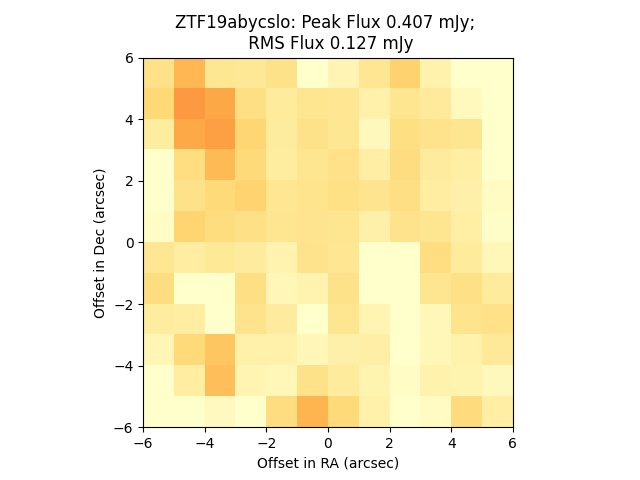 ZTF19abycslo: Peak Flux 0.407 mJy;
RMS Flux 0.127 mJy
6
4
2
0
−2
−4
−6
Offset in Dec (arcsec)
−6 −4 −2 0 2 4 6
Offset in RA (arcsec)